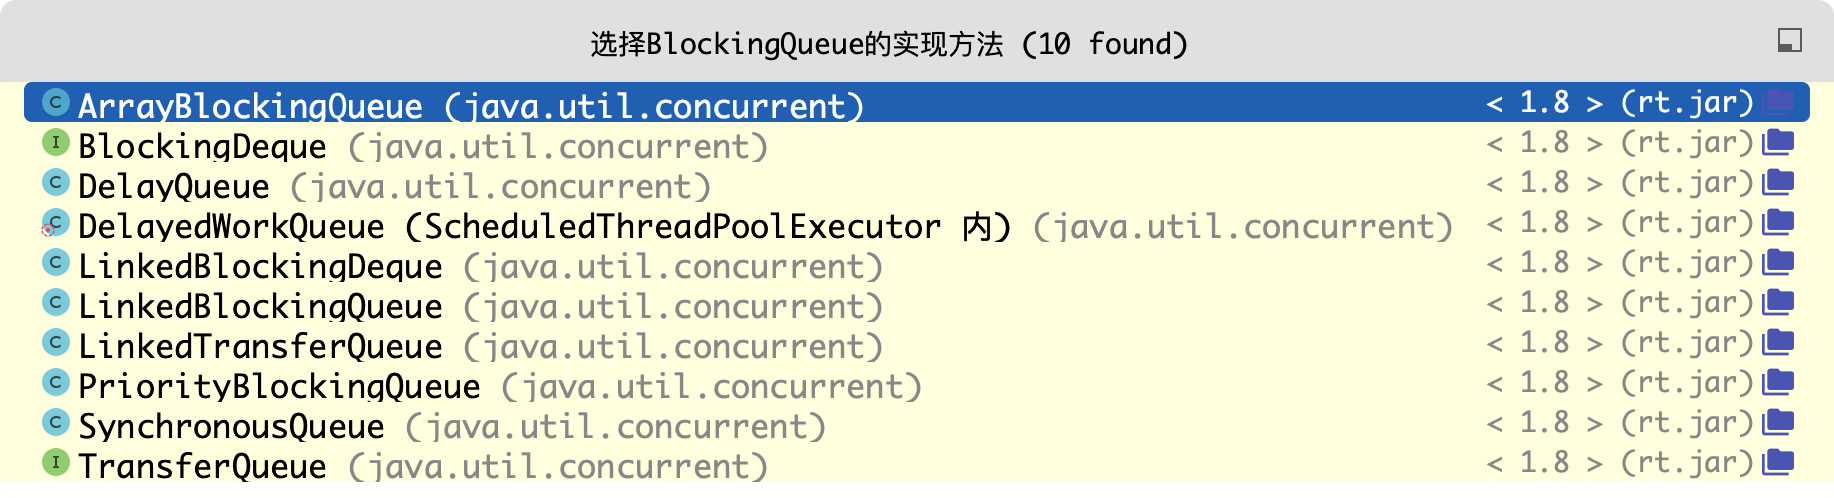 选择BlockingQueue的实现方法 (10 found)
C ArrayBlockingQueue (java.util.concurrent) < 1.8 > (rt.jar)
I BlockingDeque (java.util.concurrent) < 1.8 > (rt.jar)
C DelayQueue (java.util.concurrent) < 1.8 > (rt.jar)
C DelayedWorkQueue (ScheduledThreadPoolExecutor 内) (java.util.concurrent) < 1.8 > (rt.jar)
C LinkedBlockingDeque (java.util.concurrent) < 1.8 > (rt.jar)
C LinkedBlockingQueue (java.util.concurrent) < 1.8 > (rt.jar)
C LinkedTransferQueue (java.util.concurrent) < 1.8 > (rt.jar)
C PriorityBlockingQueue (java.util.concurrent) < 1.8 > (rt.jar)
C SynchronousQueue (java.util.concurrent) < 1.8 > (rt.jar)
I TransferQueue (java.util.concurrent) < 1.8 > (rt.jar)